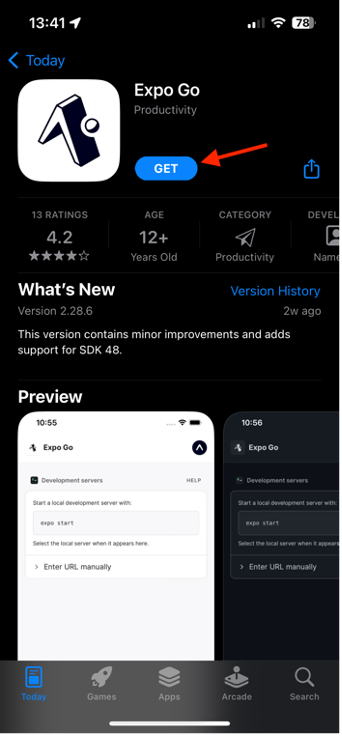 13:41
78
Today
Expo Go
Productivity
GET
13 RATINGS
AGE
CATEGORY
DEVEL
4.2
12+
Years Old
Productivity
Name
What's New
Version History
Version 2.28.6
2w ago
This version contains minor improvements and adds
support for SDK 48.
Preview
10:55
Expo Go
Development servers
HELP
Start a local development server with:
expo start
Select the local server when it appears here.
> Enter URL manually
10:56
Expo Go
Development servers
Start a local development server with:
expo start
Select the local server when it appears
> Enter URL manually
Today
Games
Apps
Arcade
Search